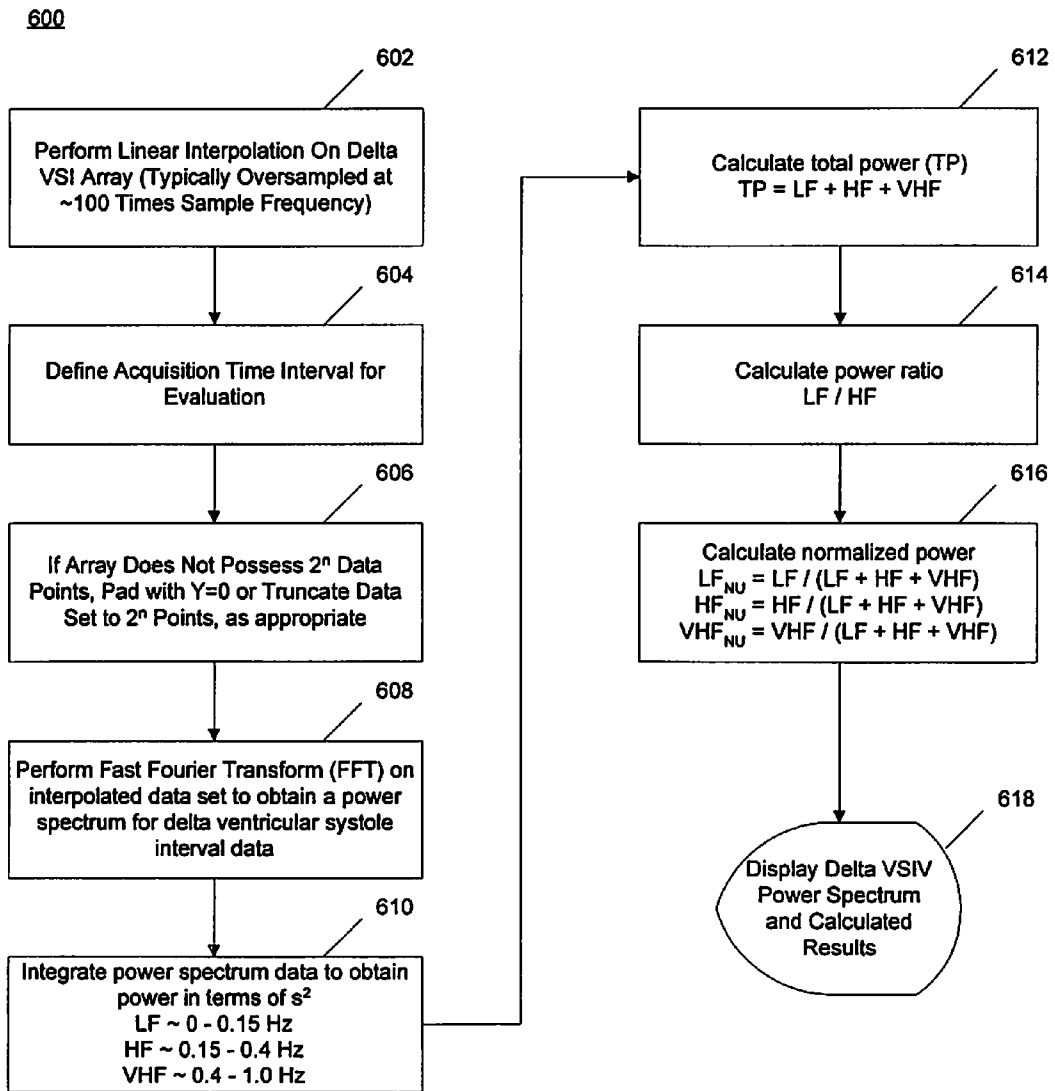 600
602
Perform Linear Interpolation On Delta
VSI Array (Typically Oversampled at
~100 Times Sample Frequency)
604
Define Acquisition Time Interval for
Evaluation
606
If Array Does Not Possess 2ⁿ Data
Points, Pad with Y=0 or Truncate Data
Set to 2ⁿ Points, as appropriate
608
Perform Fast Fourier Transform (FFT) on
interpolated data set to obtain a power
spectrum for delta ventricular systole
interval data
610
Integrate power spectrum data to obtain
power in terms of s²
LF ~ 0 - 0.15 Hz
HF ~ 0.15 - 0.4 Hz
VHF ~ 0.4 - 1.0 Hz
612
Calculate total power (TP)
TP = LF + HF + VHF
614
Calculate power ratio
LF / HF
616
Calculate normalized power
LF_NU = LF / (LF + HF + VHF)
HF_NU = HF / (LF + HF + VHF)
VHF_NU = VHF / (LF + HF + VHF)
618
Display Delta VSIV
Power Spectrum
and Calculated
Results